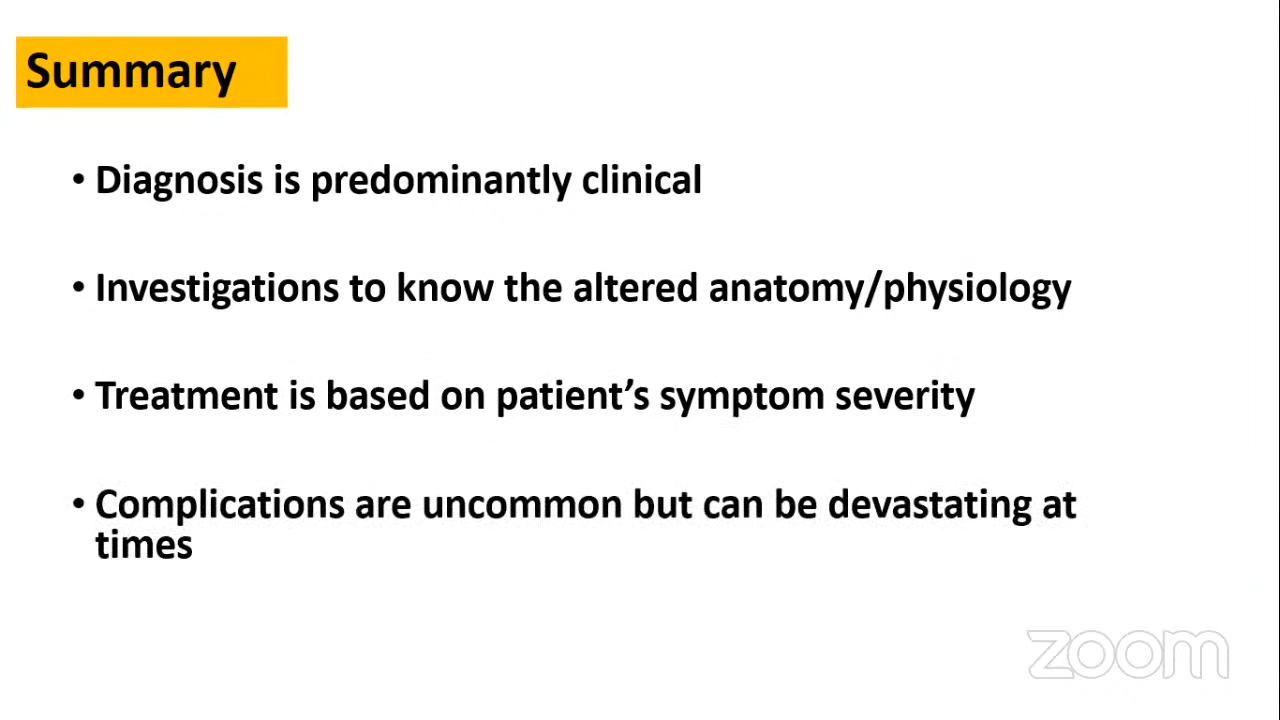 Summary
• Diagnosis is predominantly clinical
• Investigations to know the altered anatomy/physiology
• Treatment is based on patient’s symptom severity
• Complications are uncommon but can be devastating at
times
zoom